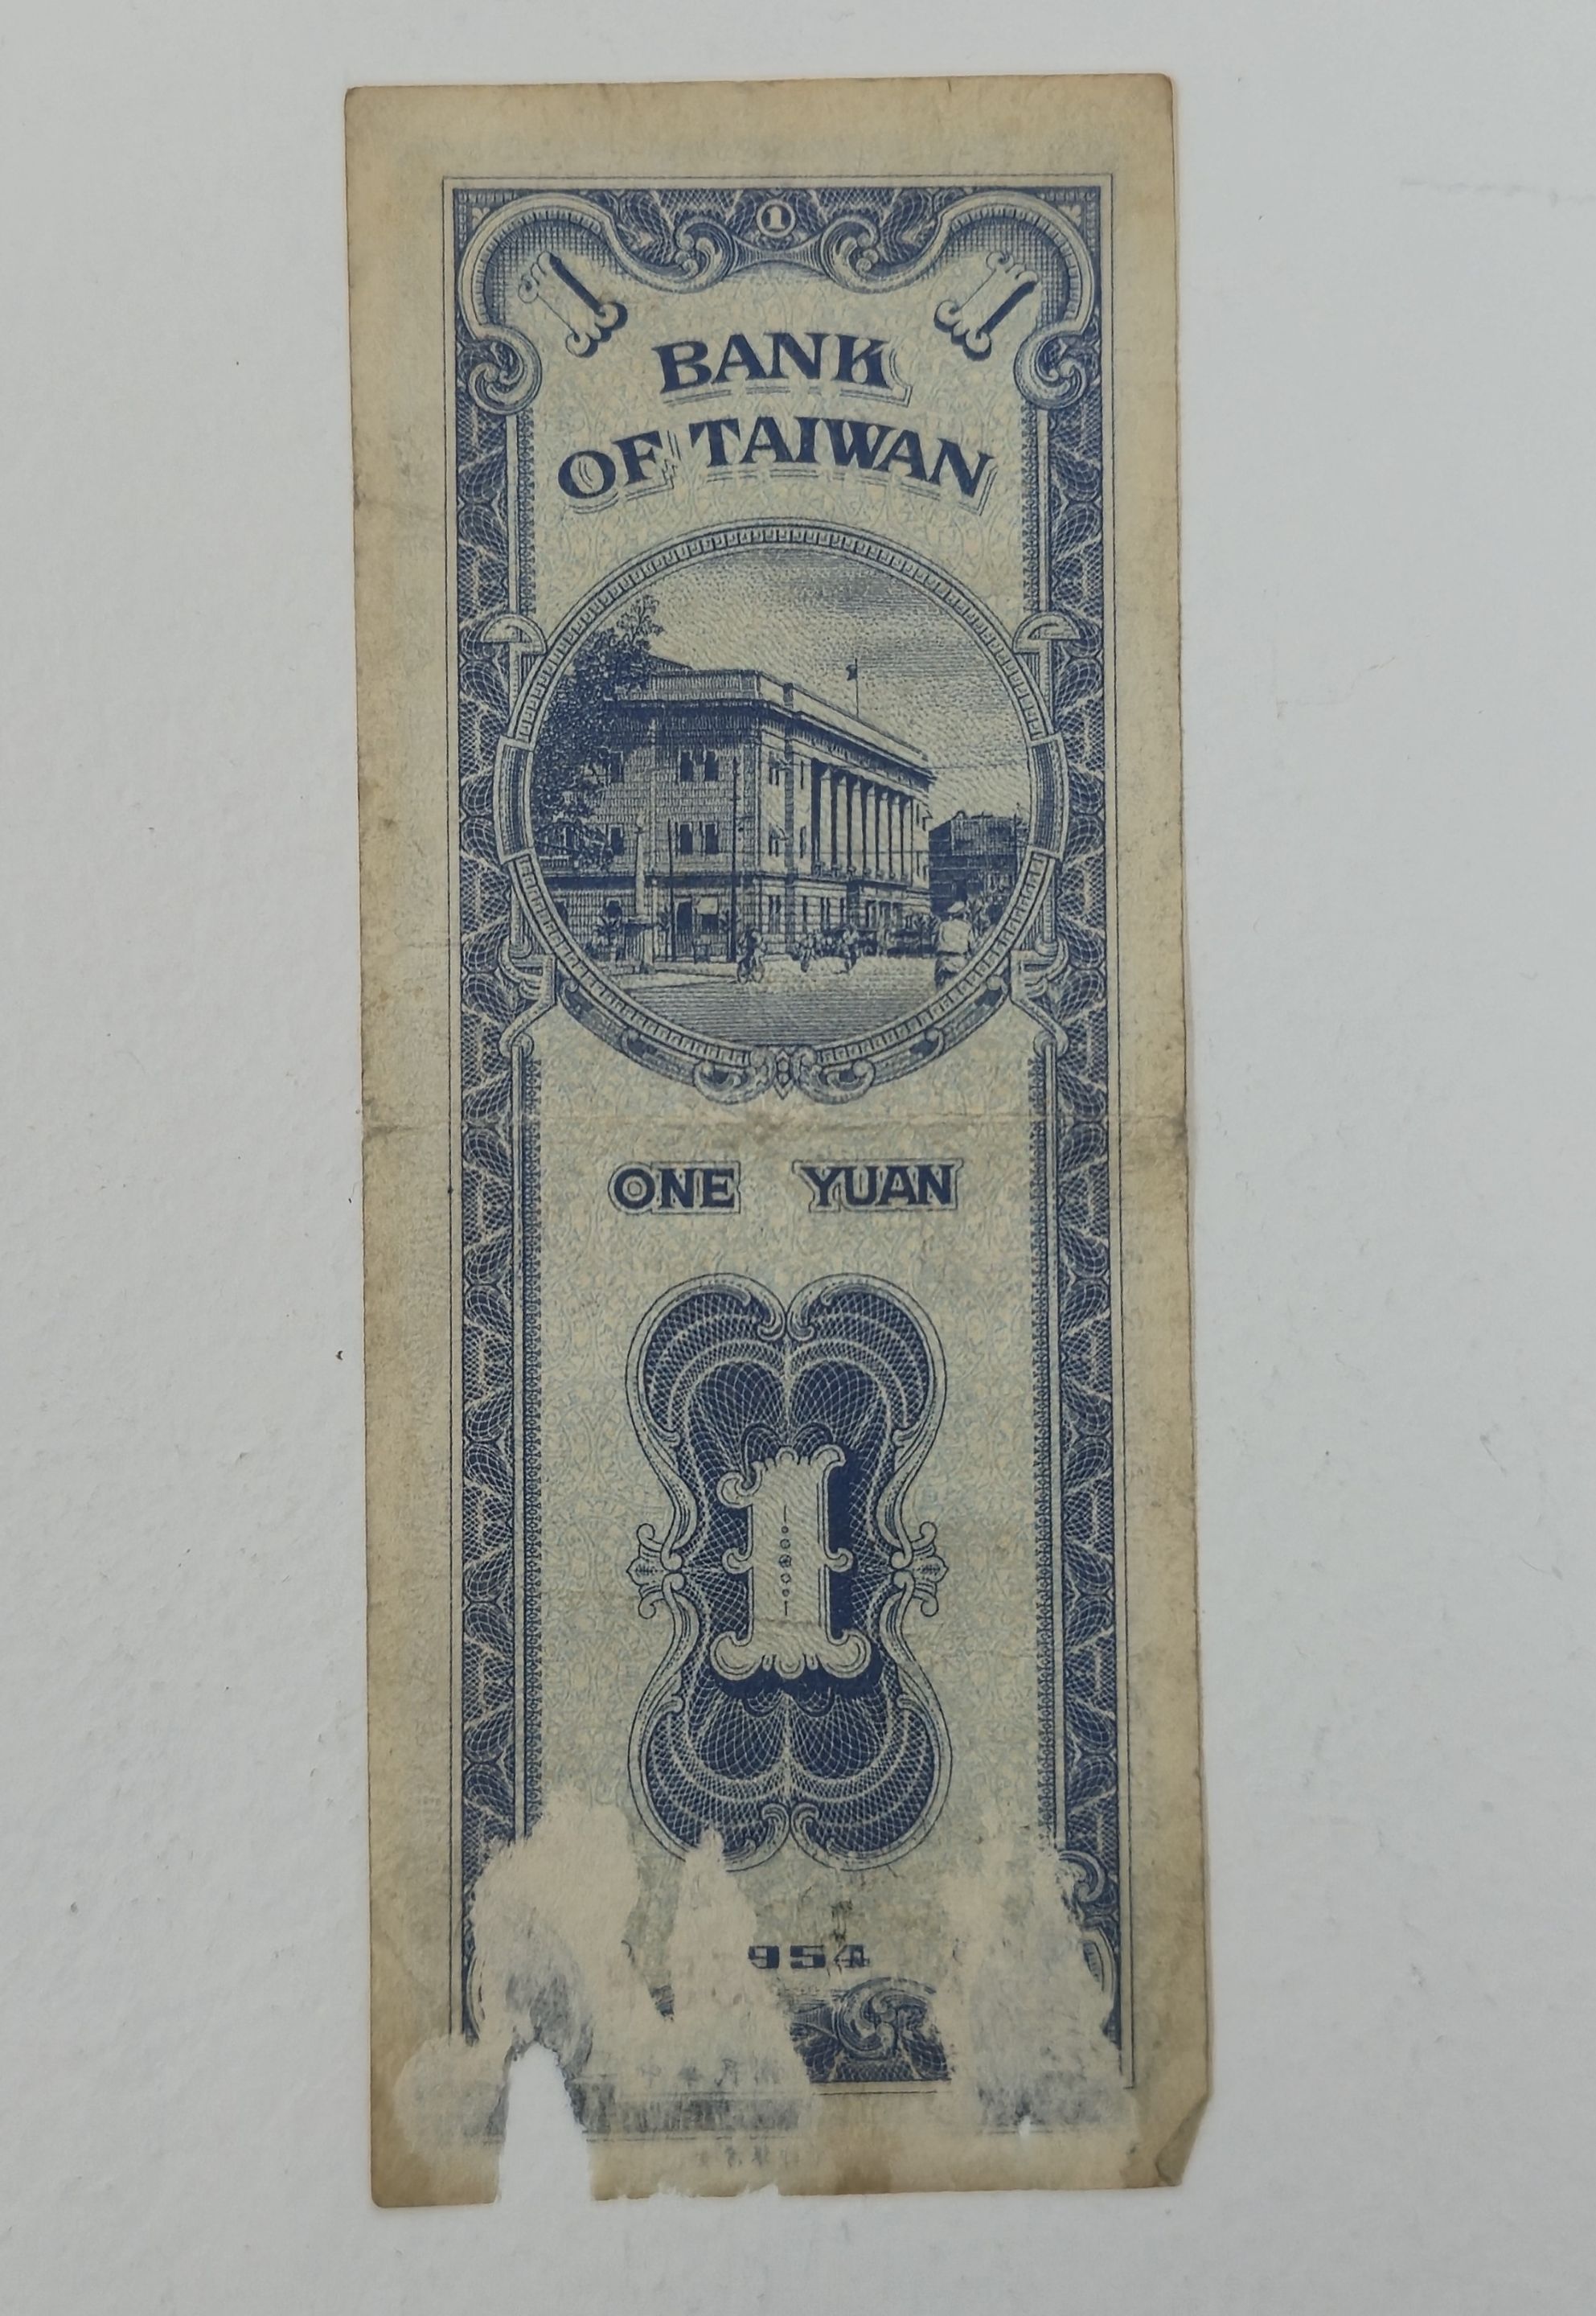 1
1 1
BANK
OF TAIWAN
ONE YUAN
1
954